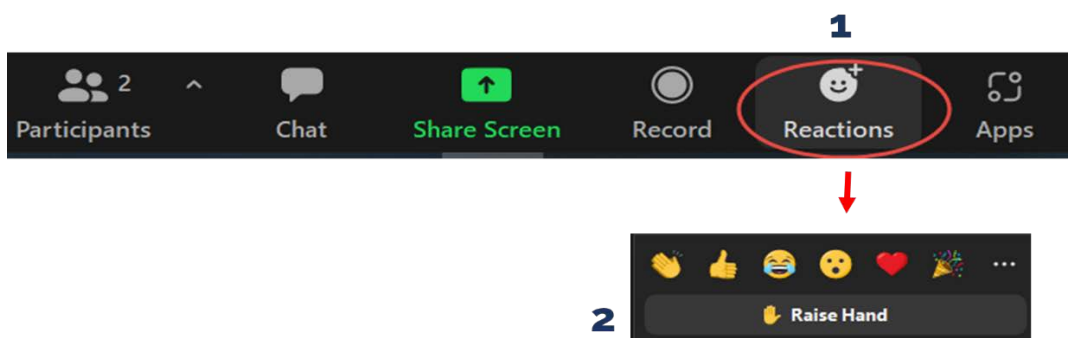 1
2
Participants Chat Share Screen Record Reactions Apps
2 Raise Hand